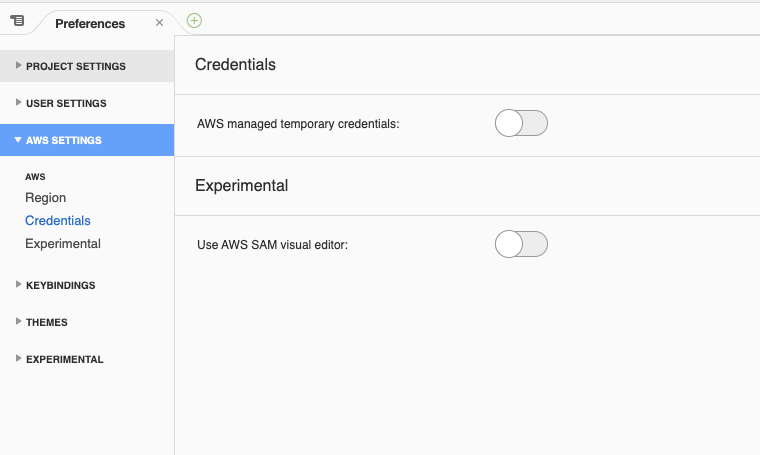 Preferences
PROJECT SETTINGS
USER SETTINGS
AWS SETTINGS
AWS
Region
Credentials
Experimental
KEYBINDINGS
THEMES
EXPERIMENTAL
Credentials
AWS managed temporary credentials:
Experimental
Use AWS SAM visual editor: